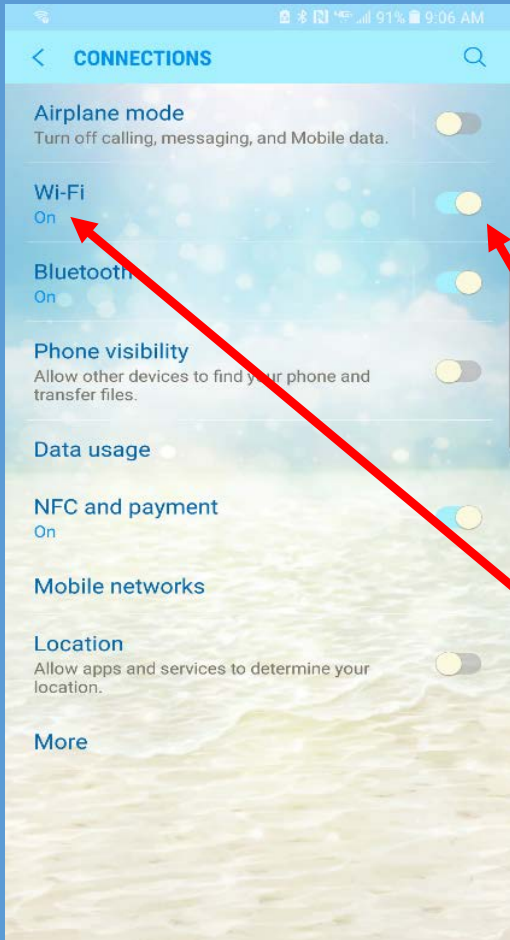 91% 9:06 AM
CONNECTIONS
Airplane mode
Turn off calling, messaging, and Mobile data.
Wi-Fi
On
Bluetooth
On
Phone visibility
Allow other devices to find your phone and
transfer files.
Data usage
NFC and payment
On
Mobile networks
Location
Allow apps and services to determine your
location.
More